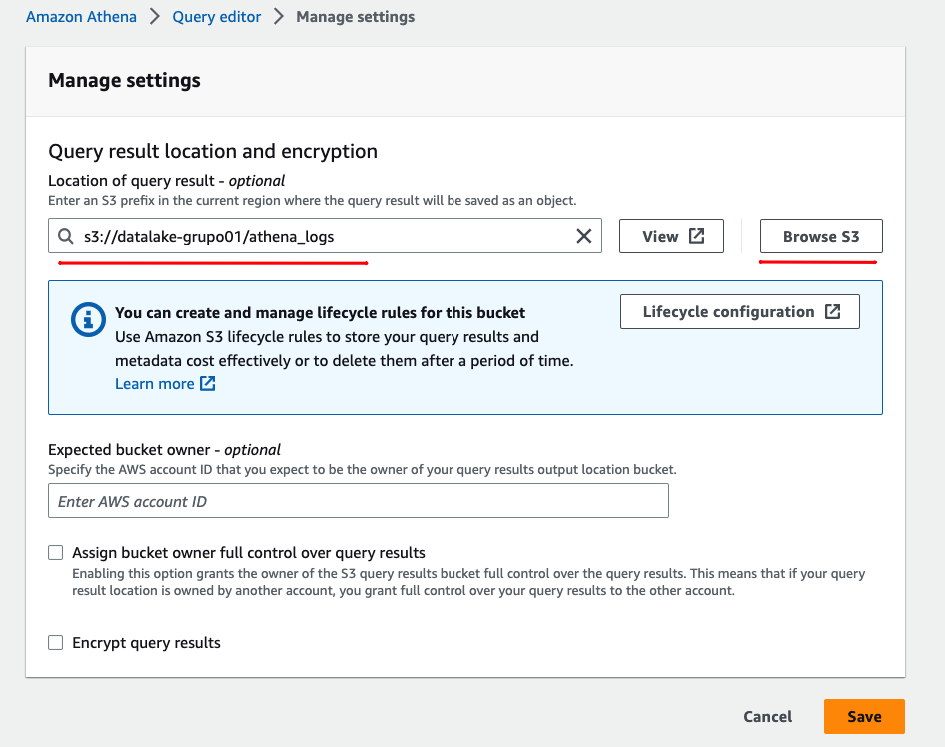 Amazon Athena > Query editor > Manage settings
Manage settings
Query result location and encryption
Location of query result - optional
Enter an S3 prefix in the current region where the query result will be saved as an object.
s3://datalake-grupo01/athena_logs
View
Browse S3
You can create and manage lifecycle rules for this bucket
Lifecycle configuration
Use Amazon S3 lifecycle rules to store your query results and
metadata cost effectively or to delete them after a period of time.
Learn more
Expected bucket owner - optional
Specify the AWS account ID that you expect to be the owner of your query results output location bucket.
Enter AWS account ID
Assign bucket owner full control over query results
Enabling this option grants the owner of the S3 query results bucket full control over the query results. This means that if your query
result location is owned by another account, you grant full control over your query results to the other account.
Encrypt query results
Cancel
Save